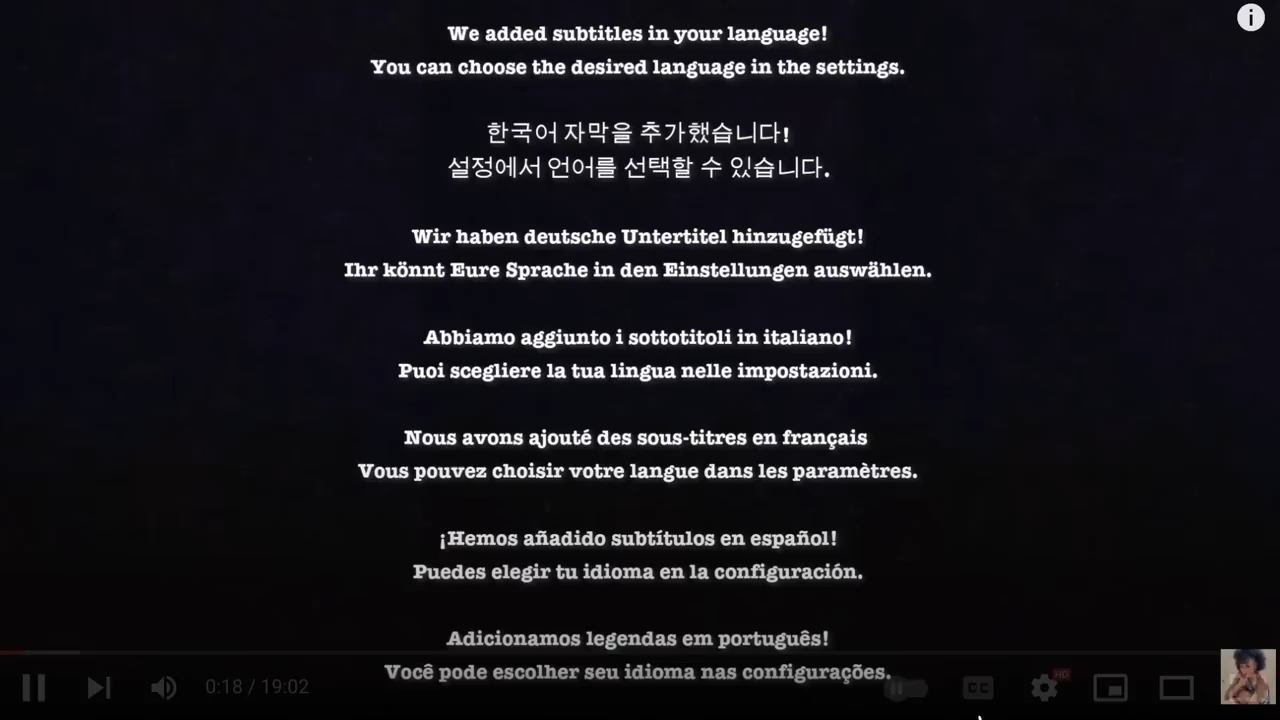 We added subtitles in your language!
You can choose the desired language in the settings.
한국어 자막을 추가했습니다!
설정에서 언어를 선택할 수 있습니다.
Wir haben deutsche Untertitel hinzugefügt!
Ihr könnt Eure Sprache in den Einstellungen auswählen.
Abbiamo aggiunto i sottotitoli in italiano!
Puoi scegliere la tua lingua nelle impostazioni.
Nous avons ajouté des sous-titres en français
Vous pouvez choisir votre langue dans les paramètres.
¡Hemos añadido subtítulos en español!
Puedes elegir tu idioma en la configuración.
Adicionamos legendas em português!
Você pode escolher seu idioma nas configurações.
0:18 / 19:02
CC
HD